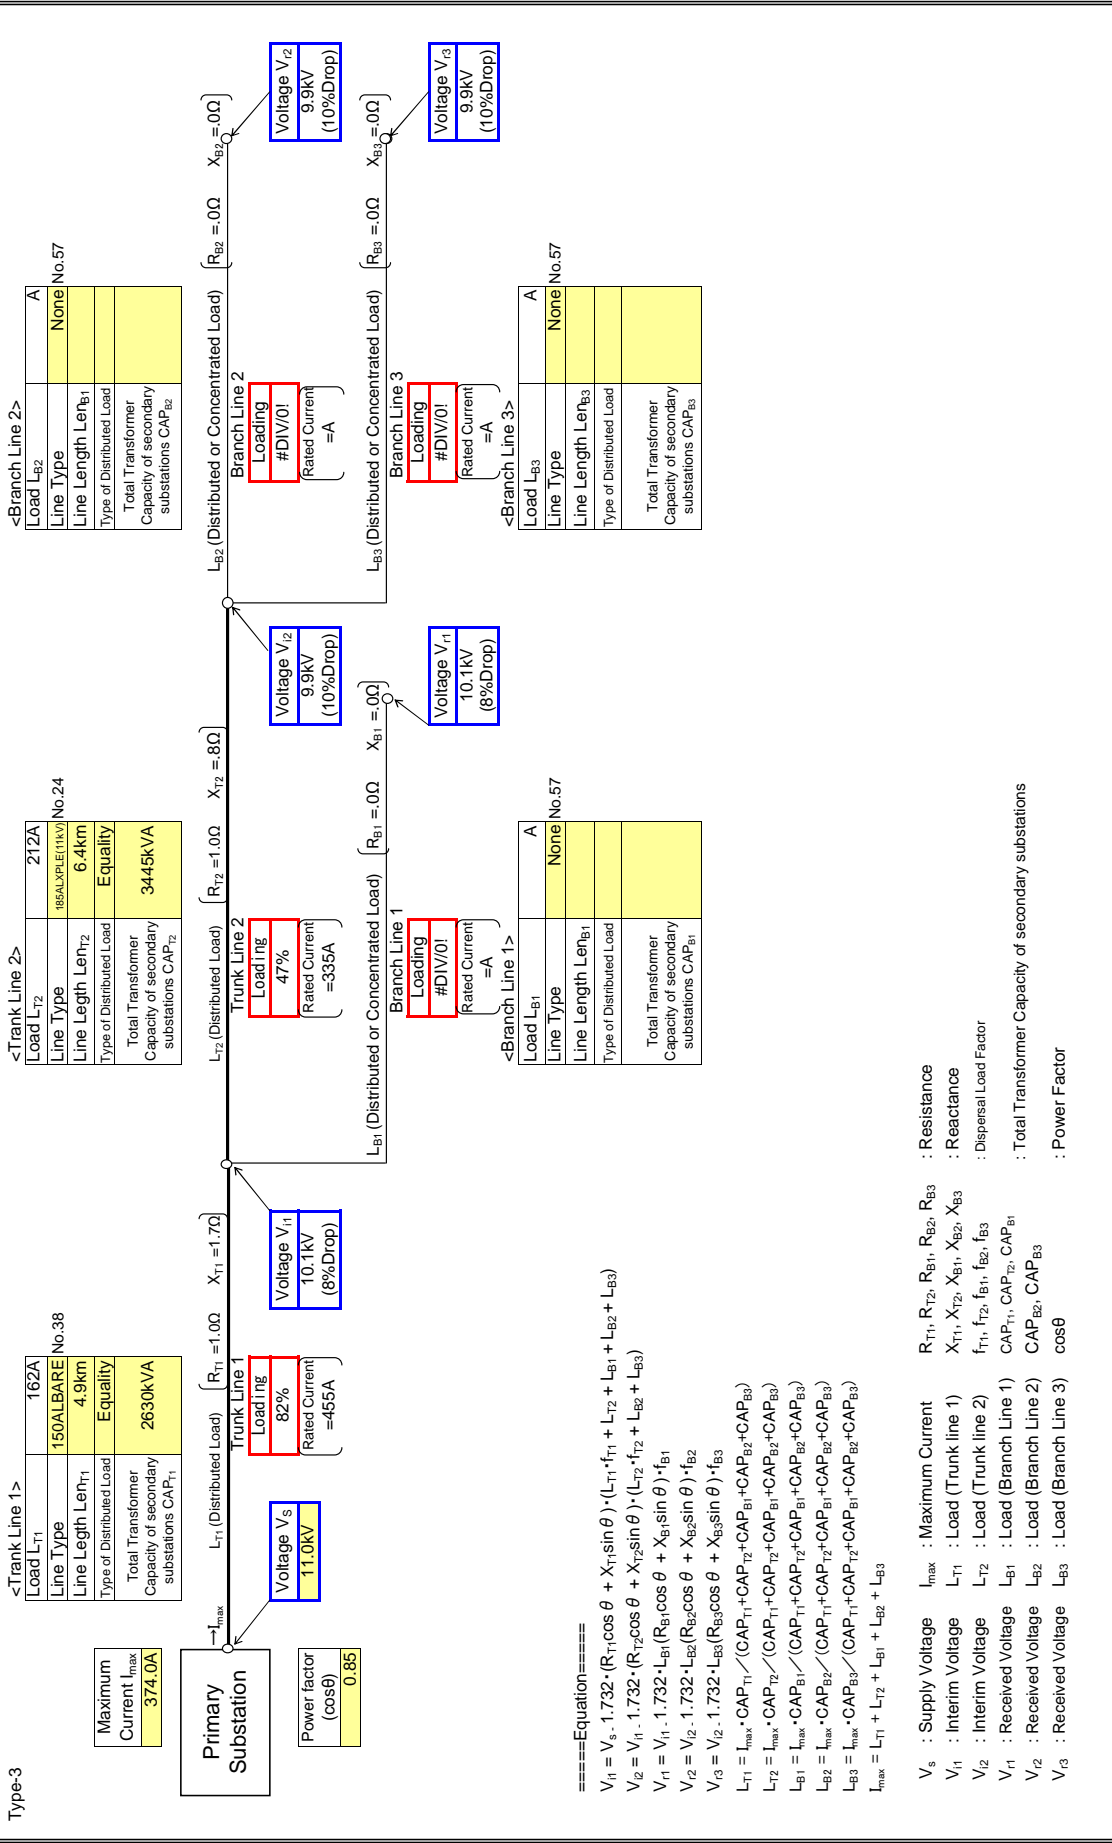 Type-3
Maximum
Current Imax
374.0A
Primary
Substation
Power factor
(cosθ)
0.85
→Imax
Voltage VS
11.0kV
<Trank Line 1>
Load LT1 162A
Line Type 150ALBARE No.38
Line Legth LenT1 4.9km
Type of Distributed Load Equality
Total Transformer
Capacity of secondary
substations CAPT1
2630kVA
LT1 (Distributed Load)
RT1 =1.0Ω XT1 =1.7Ω
Trunk Line 1
Loading
82%
Rated Current
=455A
Voltage Vi1
10.1kV
(8%Drop)
<Trank Line 2>
Load LT2 212A
Line Type 185ALXPLE(11kV) No.24
Line Length LenT2 6.4km
Type of Distributed Load Equality
Total Transformer
Capacity of secondary
substations CAPT2
3445kVA
LT2 (Distributed Load)
RT2 =1.0Ω XT2 =.8Ω
Trunk Line 2
Loading
47%
Rated Current
=335A
Voltage Vi2
9.9kV
(10%Drop)
LB1 (Distributed or Concentrated Load)
RB1 =.0Ω XB1 =.0Ω
Branch Line 1
Loading
#DIV/0!
Rated Current
=A
Voltage Vr1
10.1kV
(8%Drop)
<Branch Line 1>
Load LB1 A
Line Type None No.57
Line Length LenB1
Type of Distributed Load
Total Transformer
Capacity of secondary
substations CAPB1
<Branch Line 2>
Load LB2 A
Line Type None No.57
Line Length LenB1
Type of Distributed Load
Total Transformer
Capacity of secondary
substations CAPB2
LB2 (Distributed or Concentrated Load)
RB2 =.0Ω XB2 =.0Ω
Branch Line 2
Loading
#DIV/0!
Rated Current
=A
Voltage Vr2
9.9kV
(10%Drop)
LB3 (Distributed or Concentrated Load)
RB3 =.0Ω XB3 =.0Ω
Branch Line 3
Loading
#DIV/0!
Rated Current
=A
Voltage Vr3
9.9kV
(10%Drop)
<Branch Line 3>
Load LB3 A
Line Type None No.57
Line Length LenB3
Type of Distributed Load
Total Transformer
Capacity of secondary
substations CAPB3
=====Equation=====
Vi1 = Vs - 1.732・(RT1cosθ + XT1sinθ)・(LT1・fT1 + LT2 + LB1 + LB2 + LB3)
Vi2 = Vi1 - 1.732・(RT2cosθ + XT2sinθ)・(LT2・fT2 + LB2 + LB3)
Vr1 = Vi1 - 1.732・LB1(RB1cosθ + XB1sinθ)・fB1
Vr2 = Vi2 - 1.732・LB2(RB2cosθ + XB2sinθ)・fB2
Vr3 = Vi2 - 1.732・LB3(RB3cosθ + XB3sinθ)・fB3
LT1 = Imax・CAPT1／(CAPT1+CAPT2+CAPB1+CAPB2+CAPB3)
LT2 = Imax・CAPT2／(CAPT1+CAPT2+CAPB1+CAPB2+CAPB3)
LB1 = Imax・CAPB1／(CAPT1+CAPT2+CAPB1+CAPB2+CAPB3)
LB2 = Imax・CAPB2／(CAPT1+CAPT2+CAPB1+CAPB2+CAPB3)
LB3 = Imax・CAPB3／(CAPT1+CAPT2+CAPB1+CAPB2+CAPB3)
Imax = LT1 + LT2 + LB1 + LB2 + LB3
Vs : Supply Voltage Imax : Maximum Current RT1, RT2, RB1, RB2, RB3 : Resistance
Vi1 : Interim Voltage LT1 : Load (Trunk line 1) XT1, XT2, XB1, XB2, XB3 : Reactance
Vi2 : Interim Voltage LT2 : Load (Trunk line 2) fT1, fT2, fB1, fB2, fB3 : Dispersal Load Factor
Vr1 : Received Voltage LB1 : Load (Branch Line 1) CAPT1, CAPT2, CAPB1 : Total Transformer Capacity of secondary substations
Vr2 : Received Voltage LB2 : Load (Branch Line 2) CAPB2, CAPB3
Vr3 : Received Voltage LB3 : Load (Branch Line 3) cosθ : Power Factor